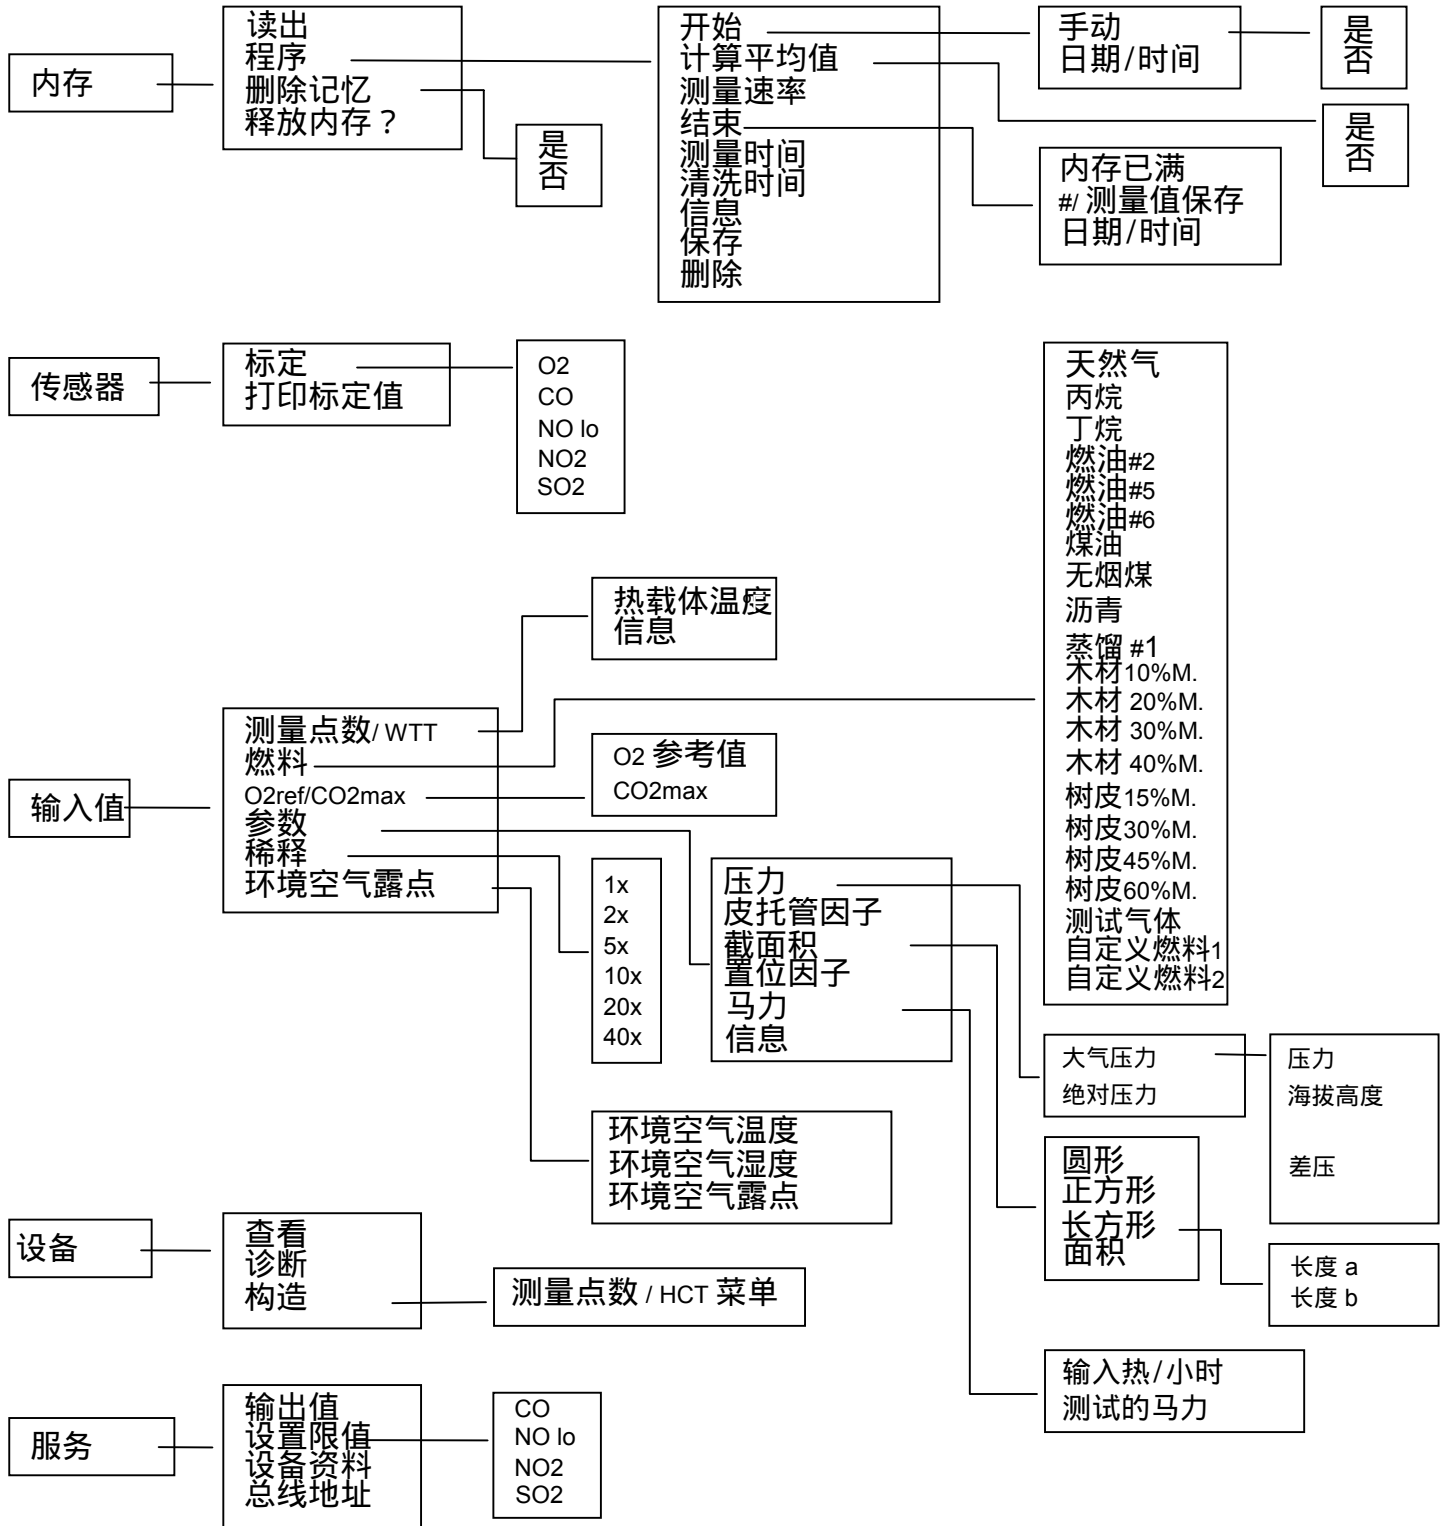 内存
读出
程序
删除记忆
释放内存？
是
否
开始
计算平均值
测量速率
结束
测量时间
清洗时间
信息
保存
删除
手动
日期/时间
是
否
是
否
内存已满
#/ 测量值保存
日期/时间
传感器
标定
打印标定值
O2
CO
NO lo
NO2
SO2
天然气
丙烷
丁烷
燃油#2
燃油#5
燃油#6
煤油
无烟煤
沥青
蒸馏 #1
木材10%M.
木材 20%M.
木材 30%M.
木材 40%M.
树皮15%M.
树皮30%M.
树皮45%M.
树皮60%M.
测试气体
自定义燃料1
自定义燃料2
输入值
测量点数/ WTT
燃料
O2ref/CO2max
参数
稀释
环境空气露点
热载体温度
信息
O2 参考值
CO2max
1x
2x
5x
10x
20x
40x
压力
皮托管因子
截面积
置位因子
马力
信息
大气压力
绝对压力
压力
海拔高度
差压
环境空气温度
环境空气湿度
环境空气露点
圆形
正方形
长方形
面积
长度 a
长度 b
输入热/小时
测试的马力
设备
查看
诊断
构造
测量点数 / HCT 菜单
服务
输出值
设置限值
设备资料
总线地址
CO
NO lo
NO2
SO2